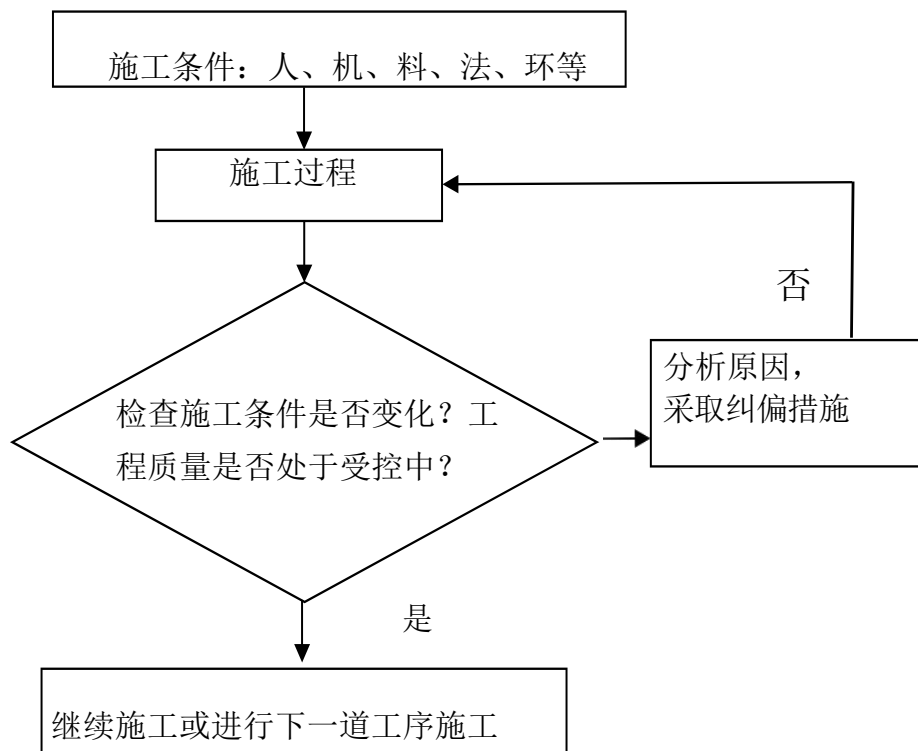 施工条件：人、机、料、法、环等
施工过程
否
分析原因，
采取纠偏措施
检查施工条件是否变化？工
程质量是否处于受控中？
是
继续施工或进行下一道工序施工